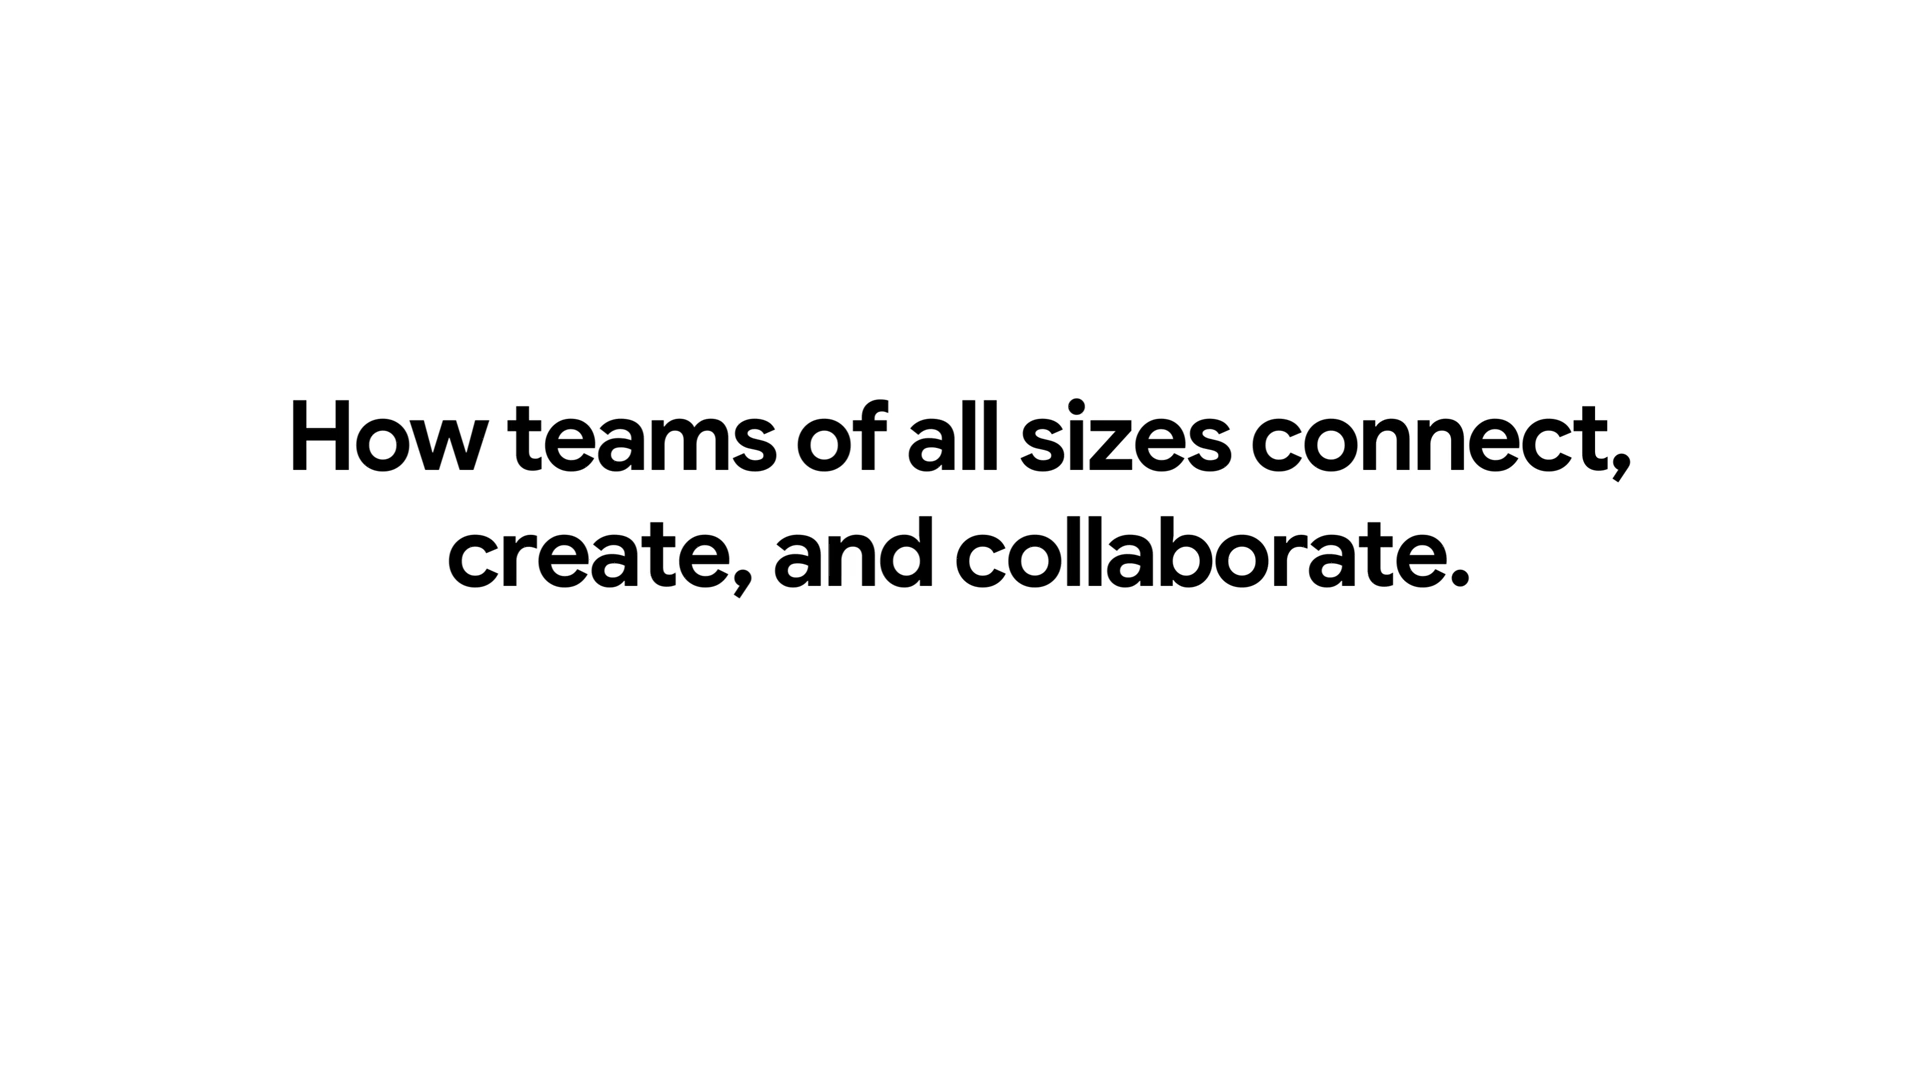 How teams of all sizes connect,
create, and collaborate.